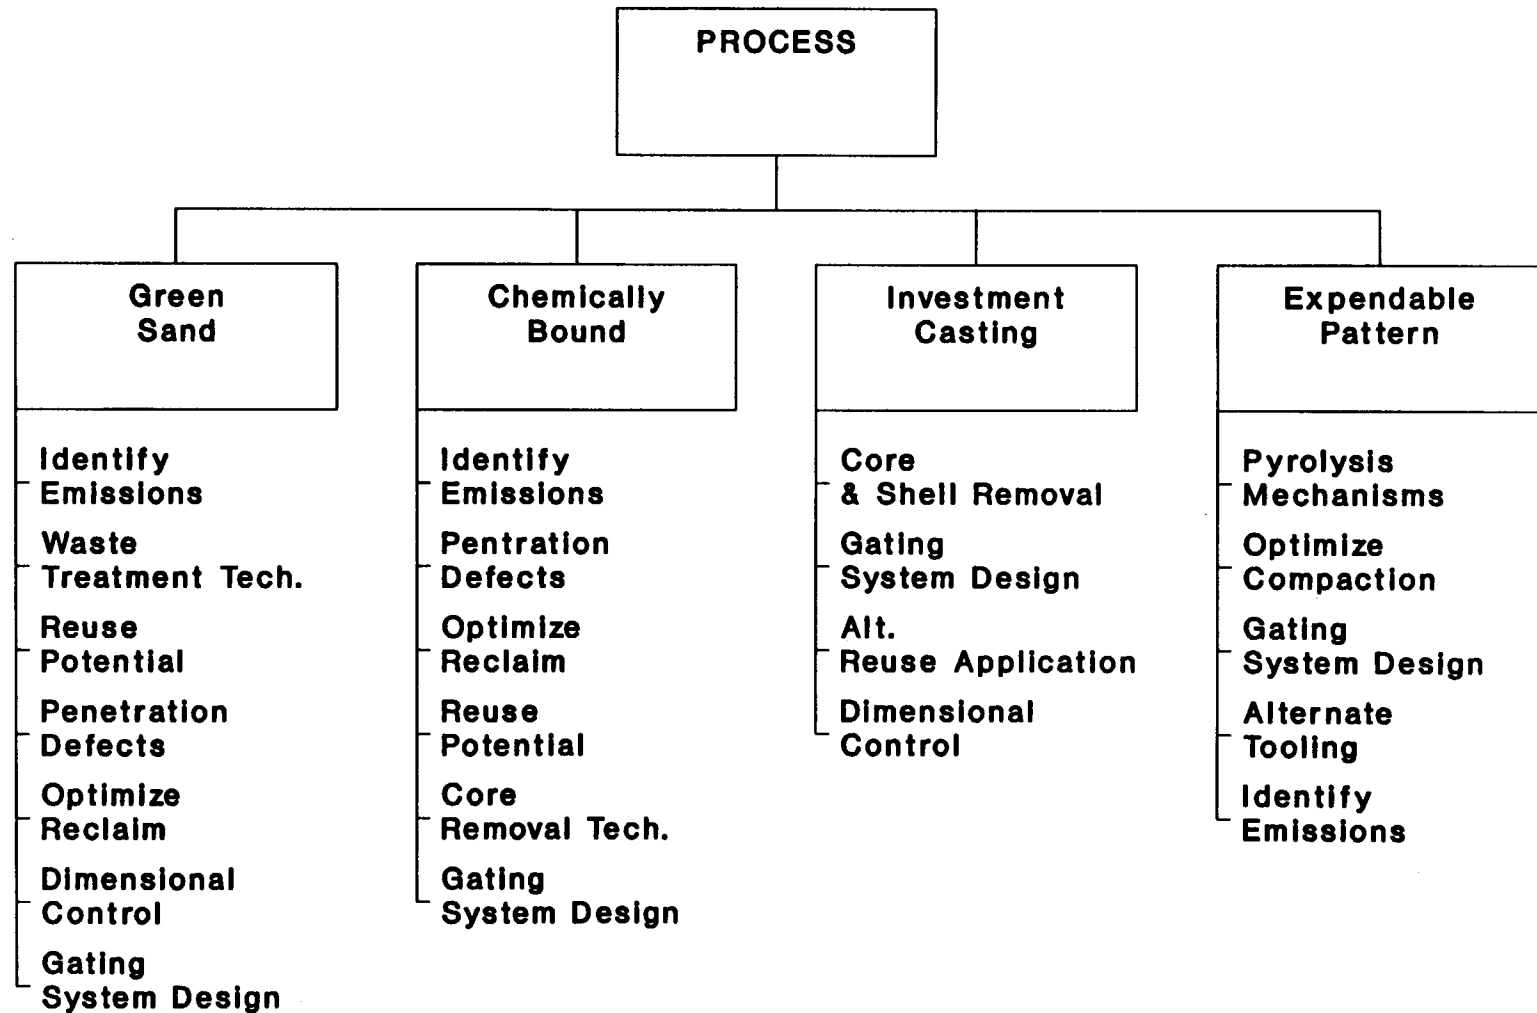 PROCESS
Green
Sand
Identify
Emissions
Waste
Treatment Tech.
Reuse
Potential
Penetration
Defects
Optimize
Reclaim
Dimensional
Control
Gating
System Design
Chemically
Bound
Identify
Emissions
Pentration
Defects
Optimize
Reclaim
Reuse
Potential
Core
Removal Tech.
Gating
System Design
Investment
Casting
Core
& Shell Removal
Gating
System Design
Alt.
Reuse Application
Dimensional
Control
Expendable
Pattern
Pyrolysis
Mechanisms
Optimize
Compaction
Gating
System Design
Alternate
Tooling
Identify
Emissions